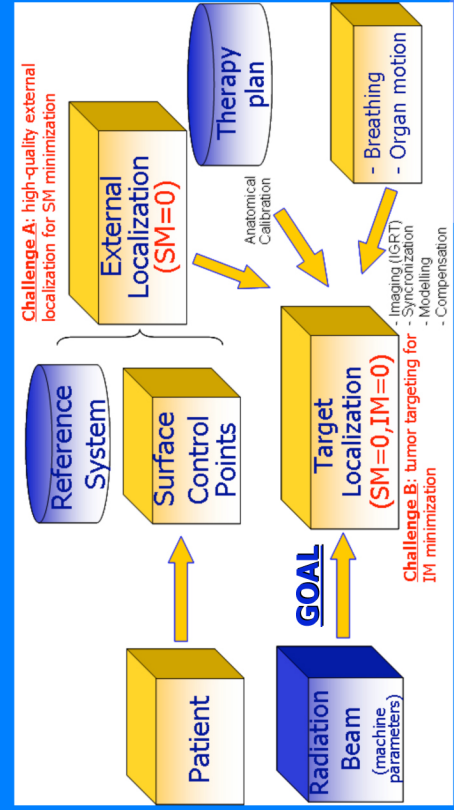 Challenge A: high-quality external
localization for SM minimization
Reference
System
External
Localization
(SM=0)
Therapy
plan
Patient
Surface
Control
Points
Anatomical
Calibration
- Breathing
- Organ motion
GOAL
Radiation
Beam
(machine
parameters)
Target
Localization
(SM=0,IM=0)
- Imaging (IGRT)
- Syncronization
- Modelling
- Compensation
Challenge B: tumor targeting for
IM minimization